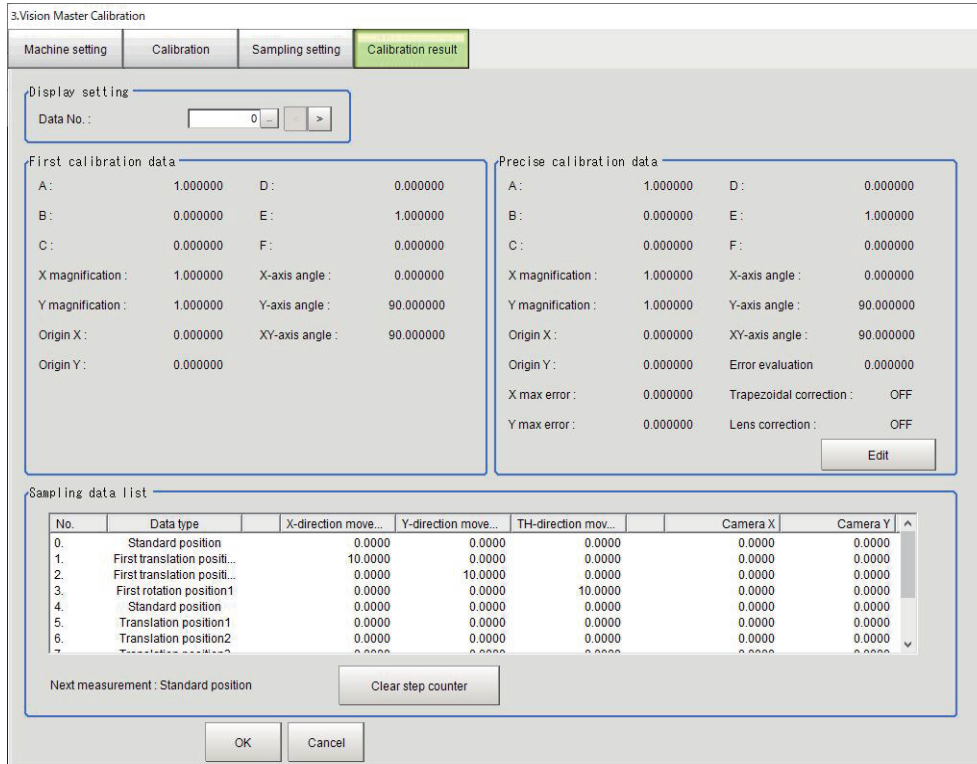 3.Vision Master Calibration
Machine setting Calibration Sampling setting Calibration result
Display setting
Data No. : 0 ... < >
First calibration data
A : 1.000000 D : 0.000000
B : 0.000000 E : 1.000000
C : 0.000000 F : 0.000000
X magnification : 1.000000 X-axis angle : 0.000000
Y magnification : 1.000000 Y-axis angle : 90.000000
Origin X : 0.000000 XY-axis angle : 90.000000
Origin Y : 0.000000
Precise calibration data
A : 1.000000 D : 0.000000
B : 0.000000 E : 1.000000
C : 0.000000 F : 0.000000
X magnification : 1.000000 X-axis angle : 0.000000
Y magnification : 1.000000 Y-axis angle : 90.000000
Origin X : 0.000000 XY-axis angle : 90.000000
Origin Y : 0.000000 Error evaluation 0.000000
X max error : 0.000000 Trapezoidal correction : OFF
Y max error : 0.000000 Lens correction : OFF
Edit
Sampling data list
No. Data type X-direction move... Y-direction move... TH-direction mov... Camera X Camera Y
0. Standard position 0.0000 0.0000 0.0000 0.0000 0.0000
1. First translation positi... 10.0000 0.0000 0.0000 0.0000 0.0000
2. First translation positi... 0.0000 10.0000 0.0000 0.0000 0.0000
3. First rotation position1 0.0000 0.0000 10.0000 0.0000 0.0000
4. Standard position 0.0000 0.0000 0.0000 0.0000 0.0000
5. Translation position1 0.0000 0.0000 0.0000 0.0000 0.0000
6. Translation position2 0.0000 0.0000 0.0000 0.0000 0.0000
Next measurement : Standard position Clear step counter
OK Cancel